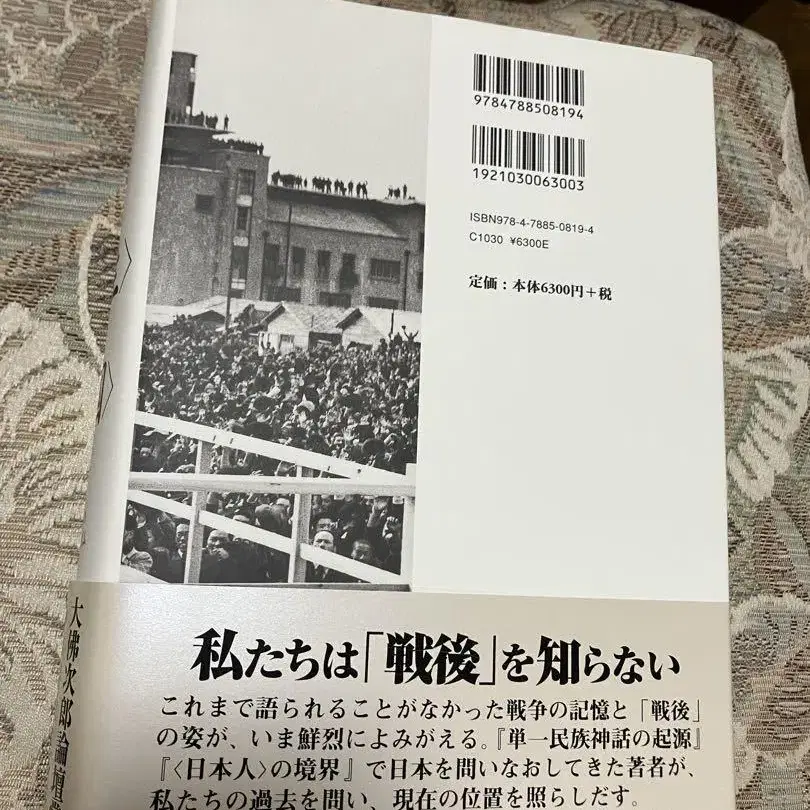 9784788508194
1921030063003
ISBN978-4-7885-0819-4
C1030 ¥6300E
定価：本体6300円＋税
私たちは「戦後」を知らない
これまで語られることがなかった戦争の記憶と「戦後」
の姿が、いま鮮烈によみがえる。『単一民族神話の起源』
『〈日本人〉の境界』で日本を問いなおしてきた著者が、
私たちの過去を問い、現在の位置を照らしだす。
大佛次郎論壇賞